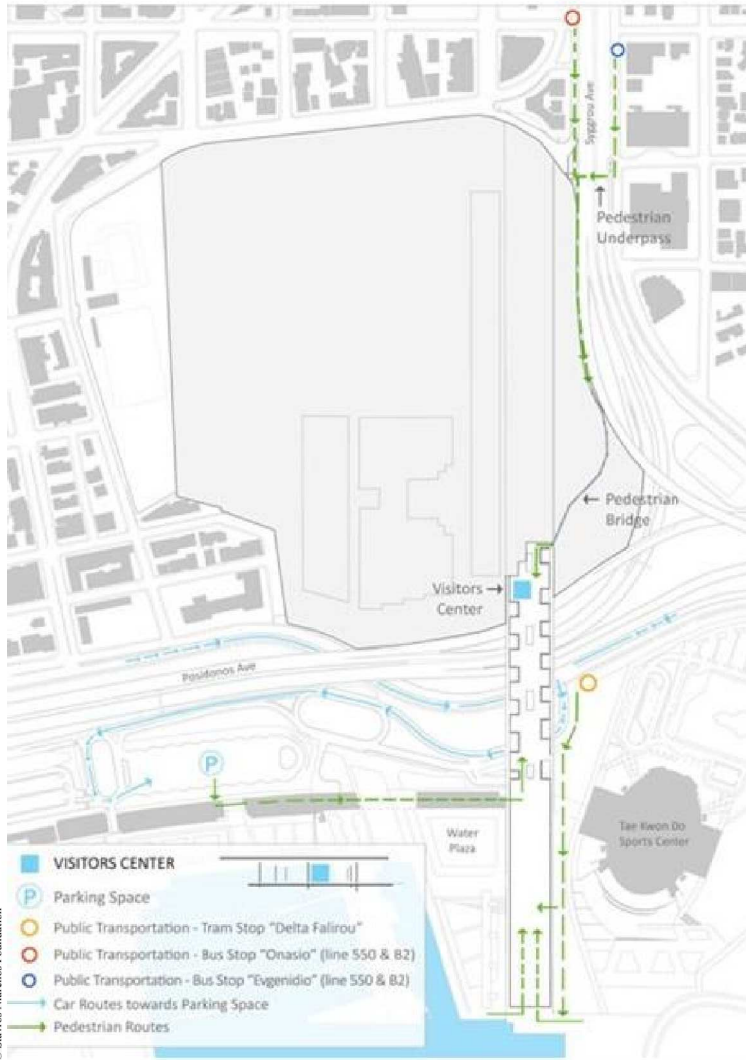 Syggrou Ave
Pedestrian
Underpass
Pedestrian
Bridge
Visitors
Center
Posidonos Ave
P
Water
Plaza
Tae Kwon Do
Sports Center
VISITORS CENTER
P Parking Space
Public Transportation - Tram Stop "Delta Falirou"
Public Transportation - Bus Stop "Onasio" (line 550 & B2)
Public Transportation - Bus Stop "Evgenidio" (line 550 & B2)
Car Routes towards Parking Space
Pedestrian Routes